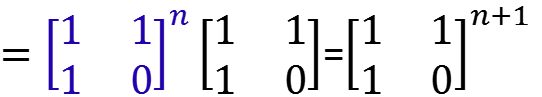 = [1 1; 1 0]^n [1 1; 1 0] = [1 1; 1 0]^{n+1}